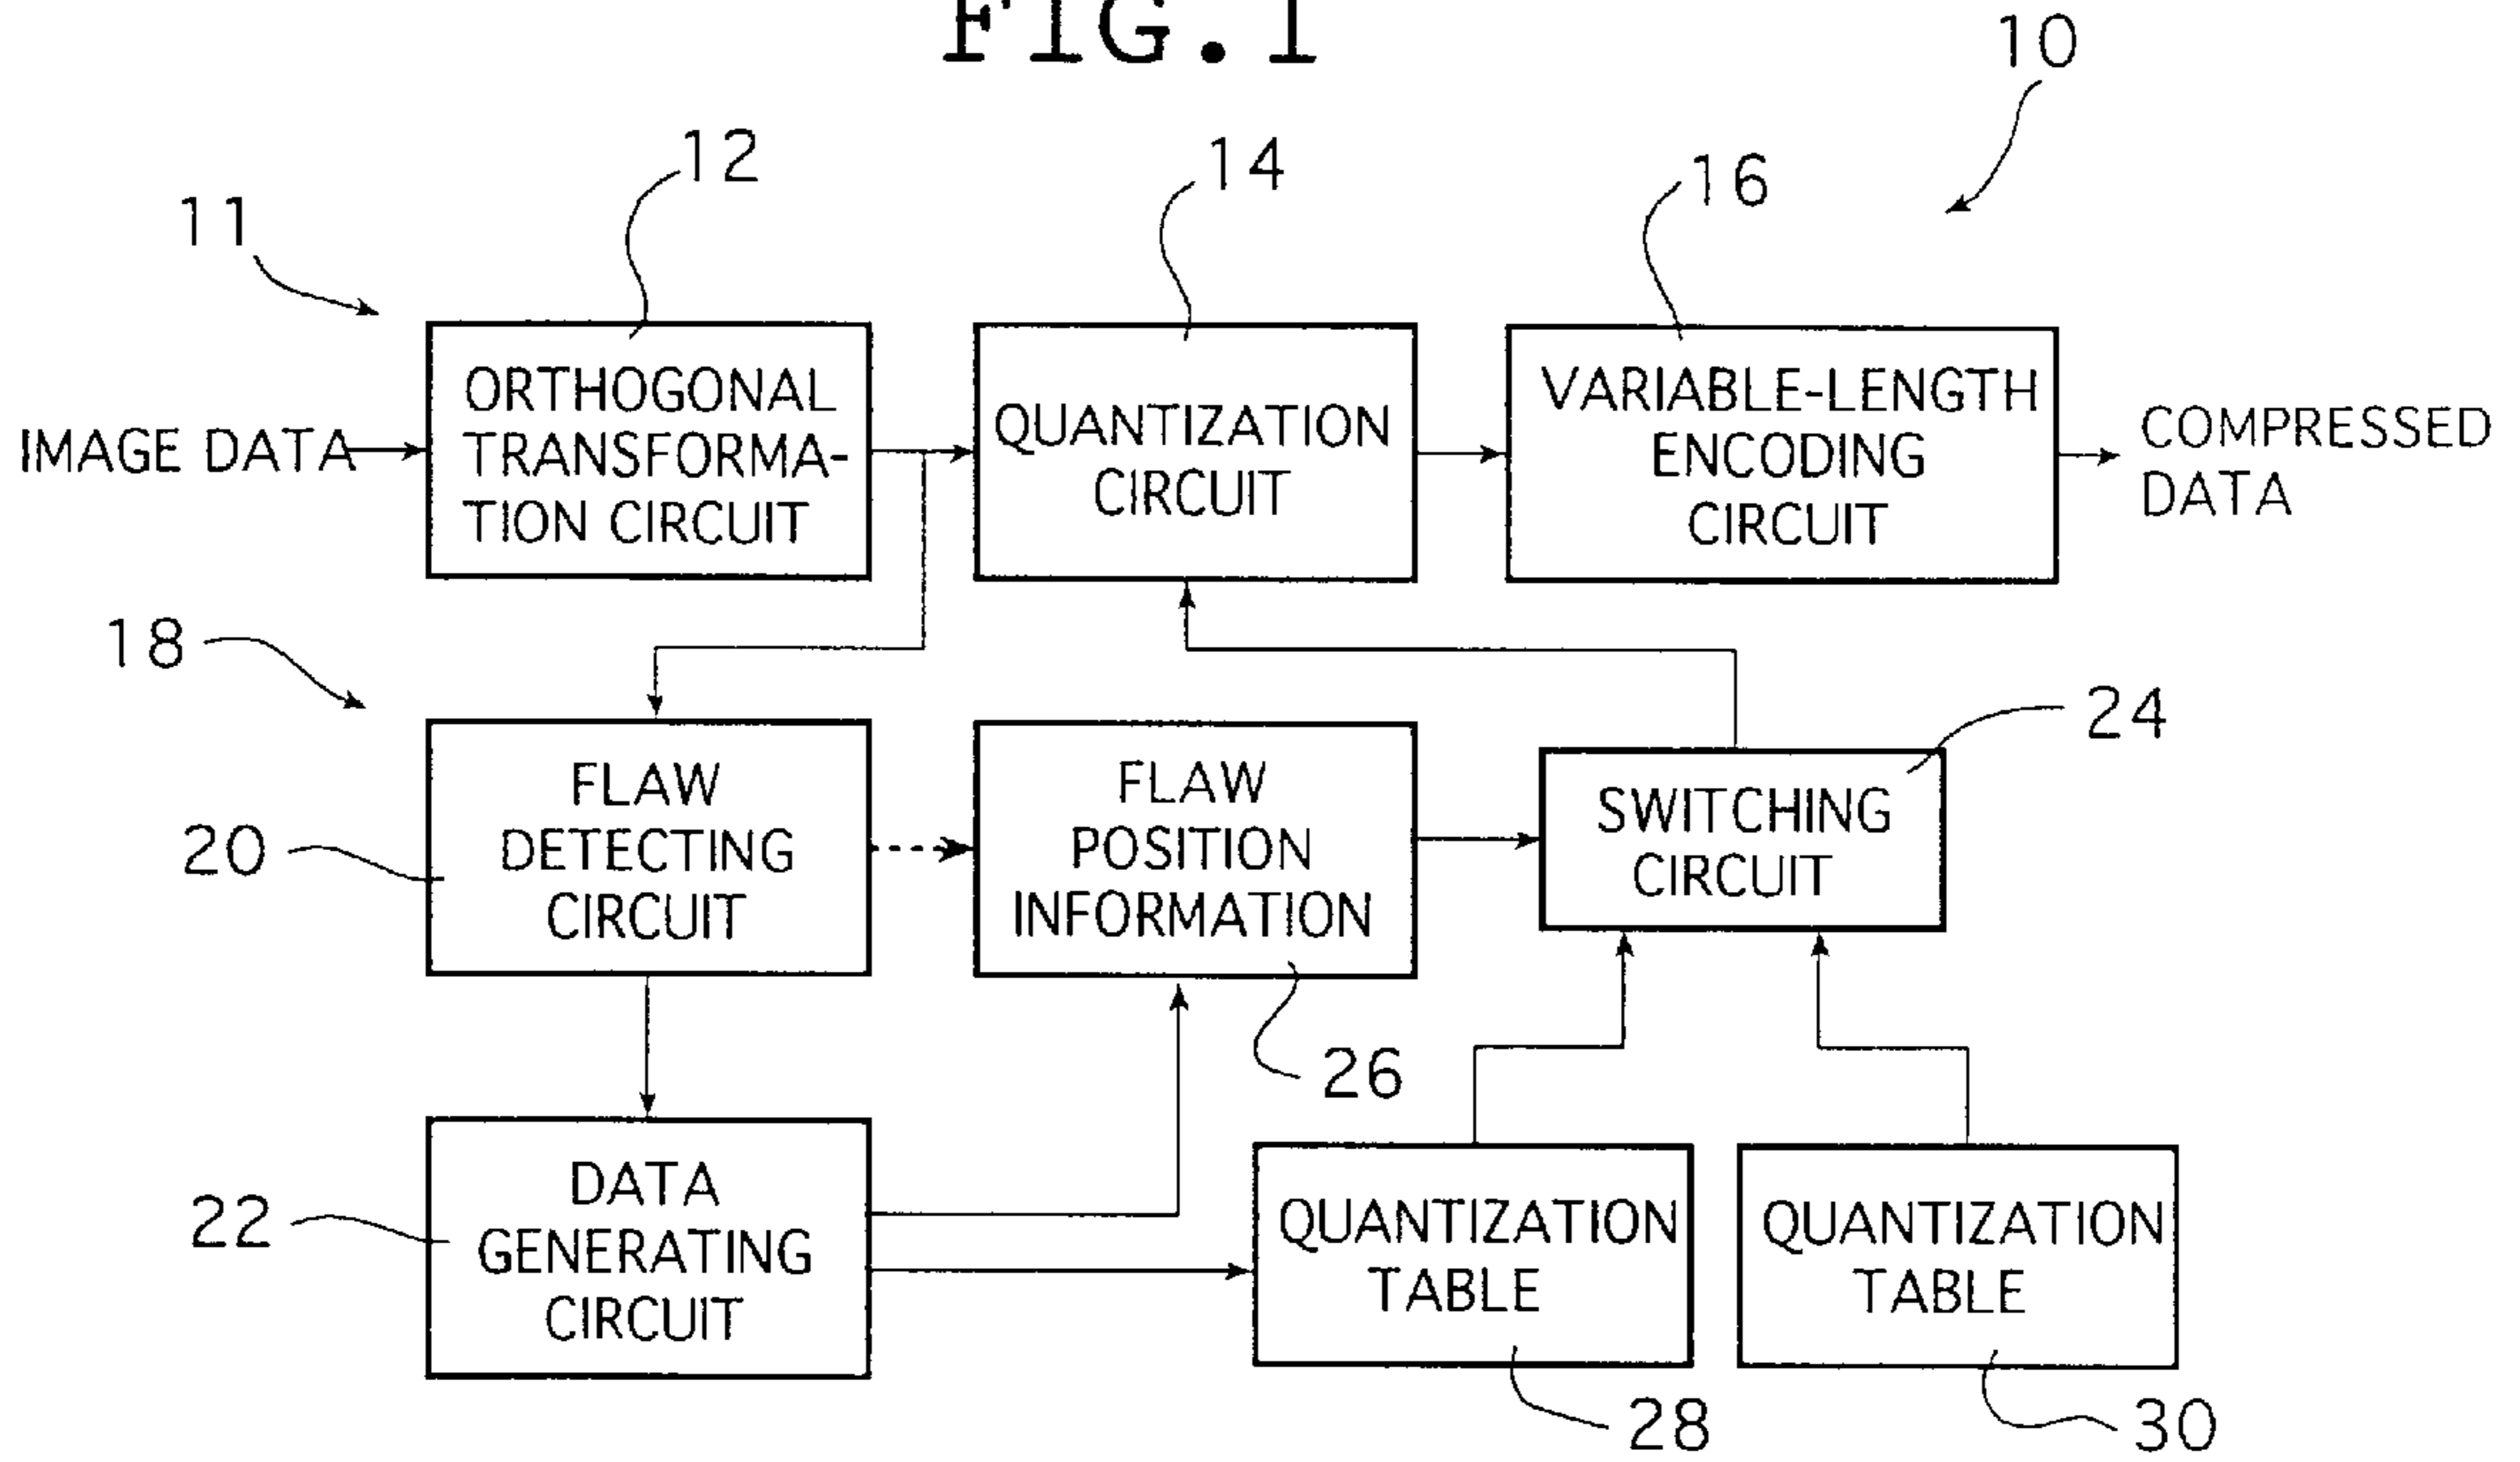 FIG.1
10
12
14
16
11
IMAGE DATA
ORTHOGONAL
TRANSFORMA-
TION CIRCUIT
QUANTIZATION
CIRCUIT
VARIABLE-LENGTH
ENCODING
CIRCUIT
COMPRESSED
DATA
18
24
20
FLAW
DETECTING
CIRCUIT
FLAW
POSITION
INFORMATION
SWITCHING
CIRCUIT
26
22
DATA
GENERATING
CIRCUIT
QUANTIZATION
TABLE
QUANTIZATION
TABLE
28
30